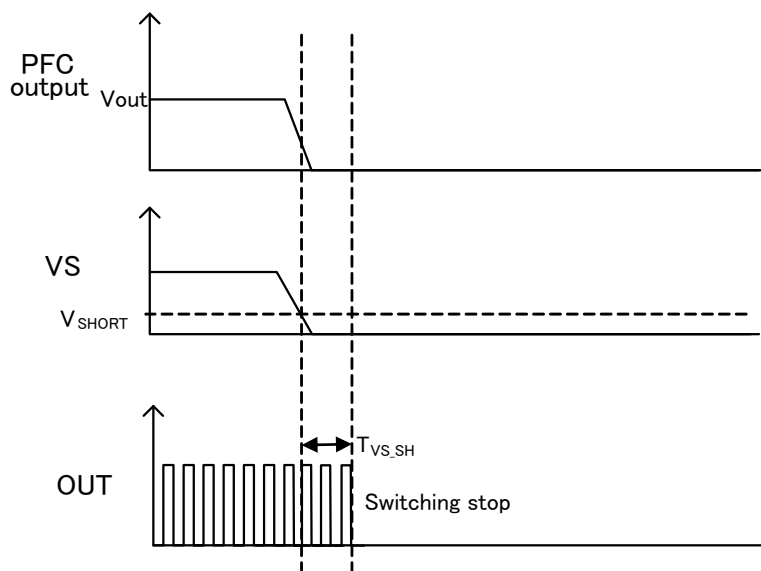 PFC
output
Vout
VS
VSHORT
TVS_SH
OUT
Switching stop